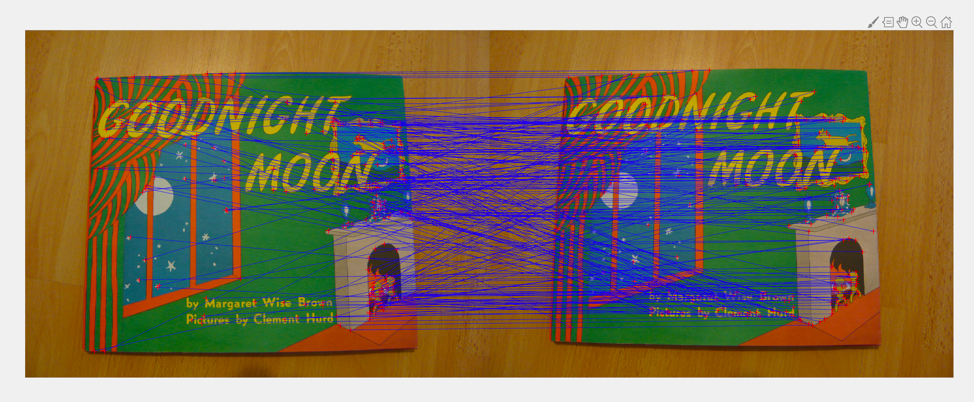 GOODNIGHT
MOON
by Margaret Wise Brown
Pictures by Clement Hurd
GOODNIGHT
MOON
by Margaret Wise Brown
Pictures by Clement Hurd